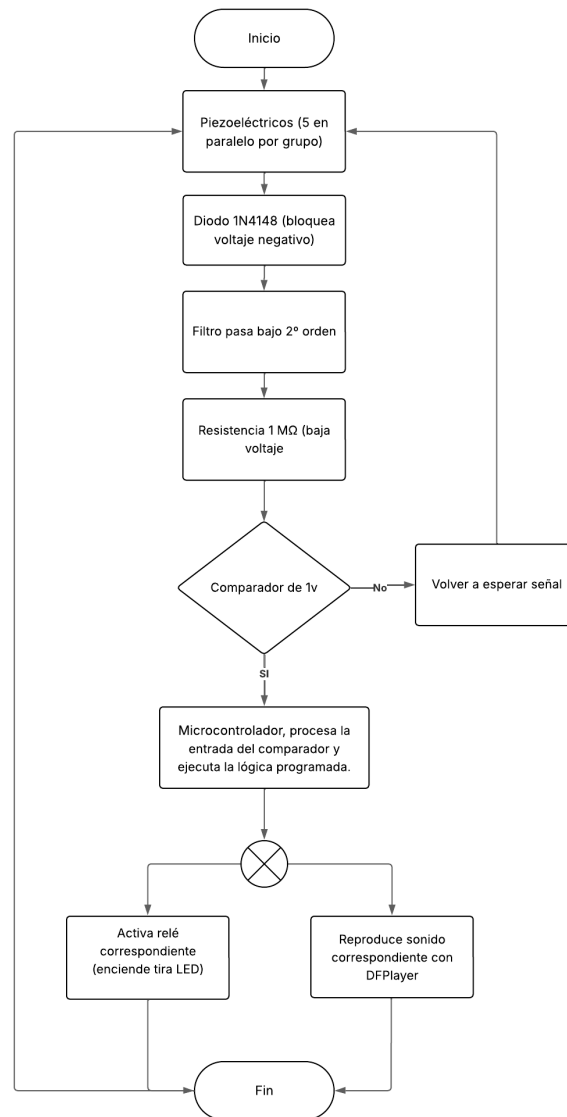 Inicio
Piezoeléctricos (5 en
paralelo por grupo)
Diodo 1N4148 (bloquea
voltaje negativo)
Filtro pasa bajo 2º orden
Resistencia 1 MΩ (baja
voltaje
Comparador de 1v
No
Volver a esperar señal
SI
Microcontrolador, procesa la
entrada del comparador y
ejecuta la lógica programada.
Activa relé
correspondiente
(enciende tira LED)
Reproduce sonido
correspondiente con
DFPlayer
Fin